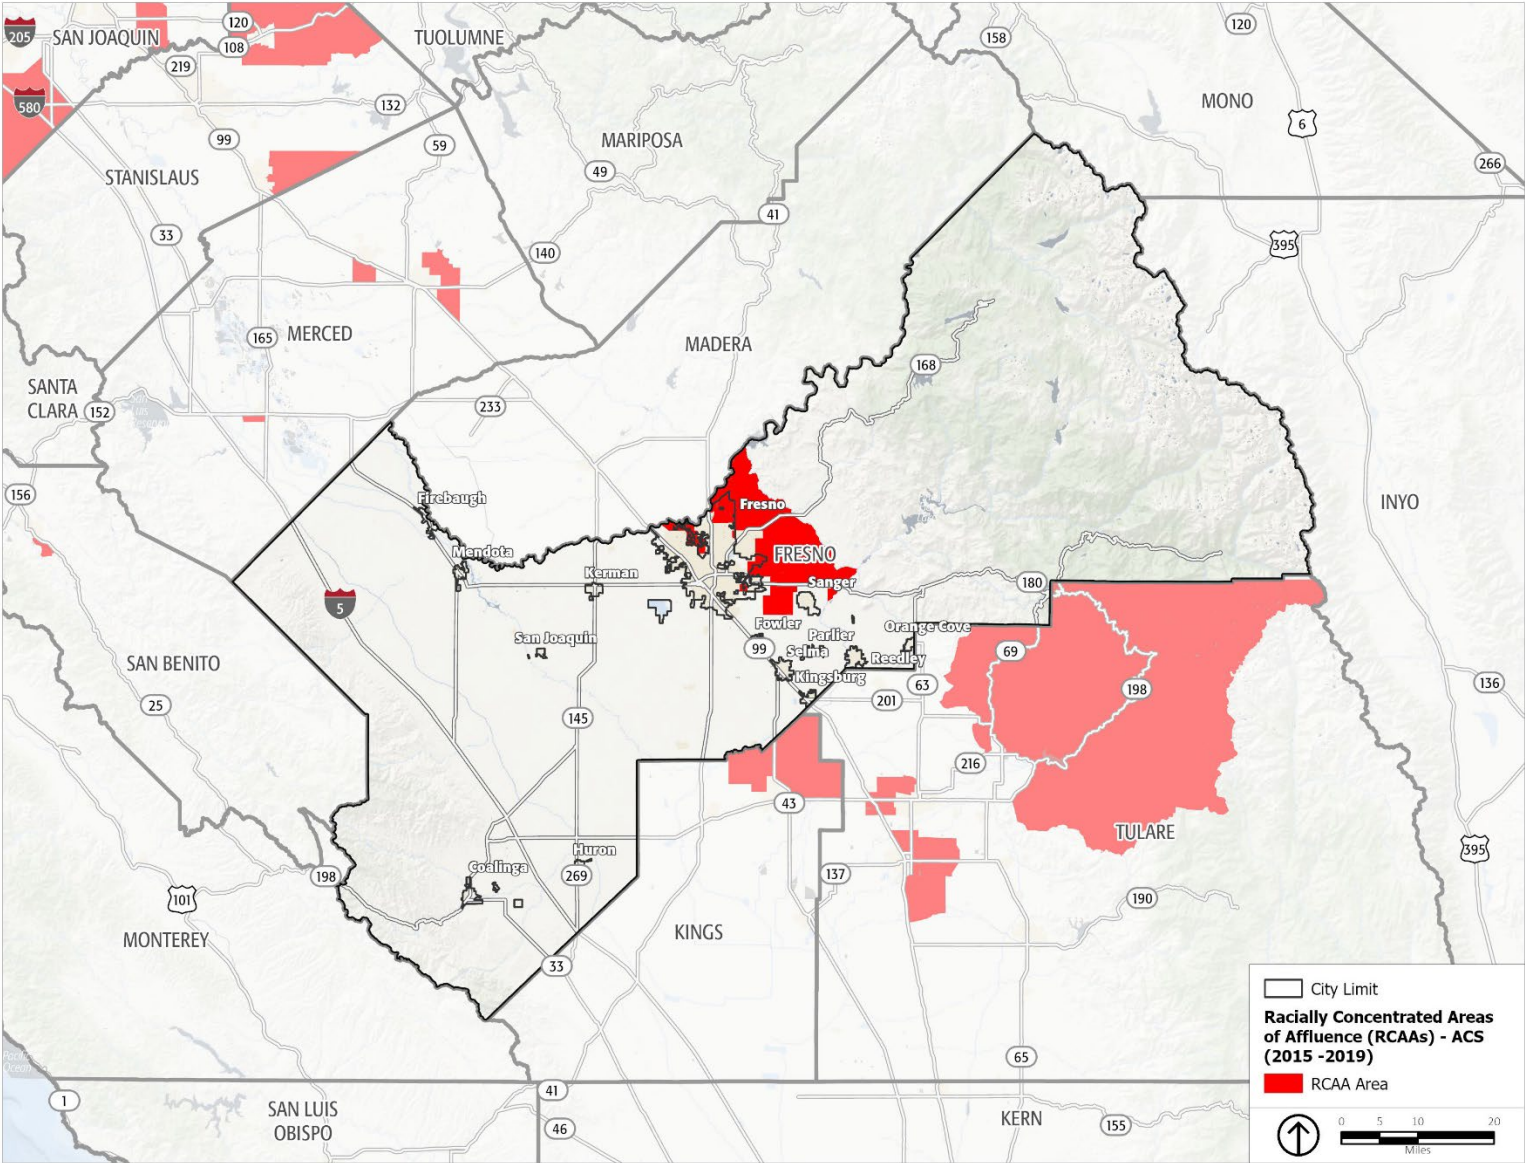 120
SAN JOAQUIN
205
108
TUOLUMNE
158
120
219
580
132
MONO
6
99
59
MARIPOSA
266
49
STANISLAUS
41
33
140
395
165
MERCED
MADERA
168
SANTA
CLARA
152
233
156
Firebaugh
Fresno
INYO
Mendota
FRESNO
Kerman
Sanger
180
5
Fowler
Orange Cove
San Joaquin
Parlier
99
Selma
69
Reedley
SAN BENITO
Kingsburg
63
198
136
25
201
145
216
43
TULARE
Huron
395
Coalinga
198
269
137
101
190
MONTEREY
KINGS
33
City Limit
Racially Concentrated Areas
of Affluence (RCAAs) - ACS
(2015 -2019)
RCAA Area
Pacific
Ocean
65
1
41
SAN LUIS
OBISPO
46
KERN
155
0 5 10 20
Miles